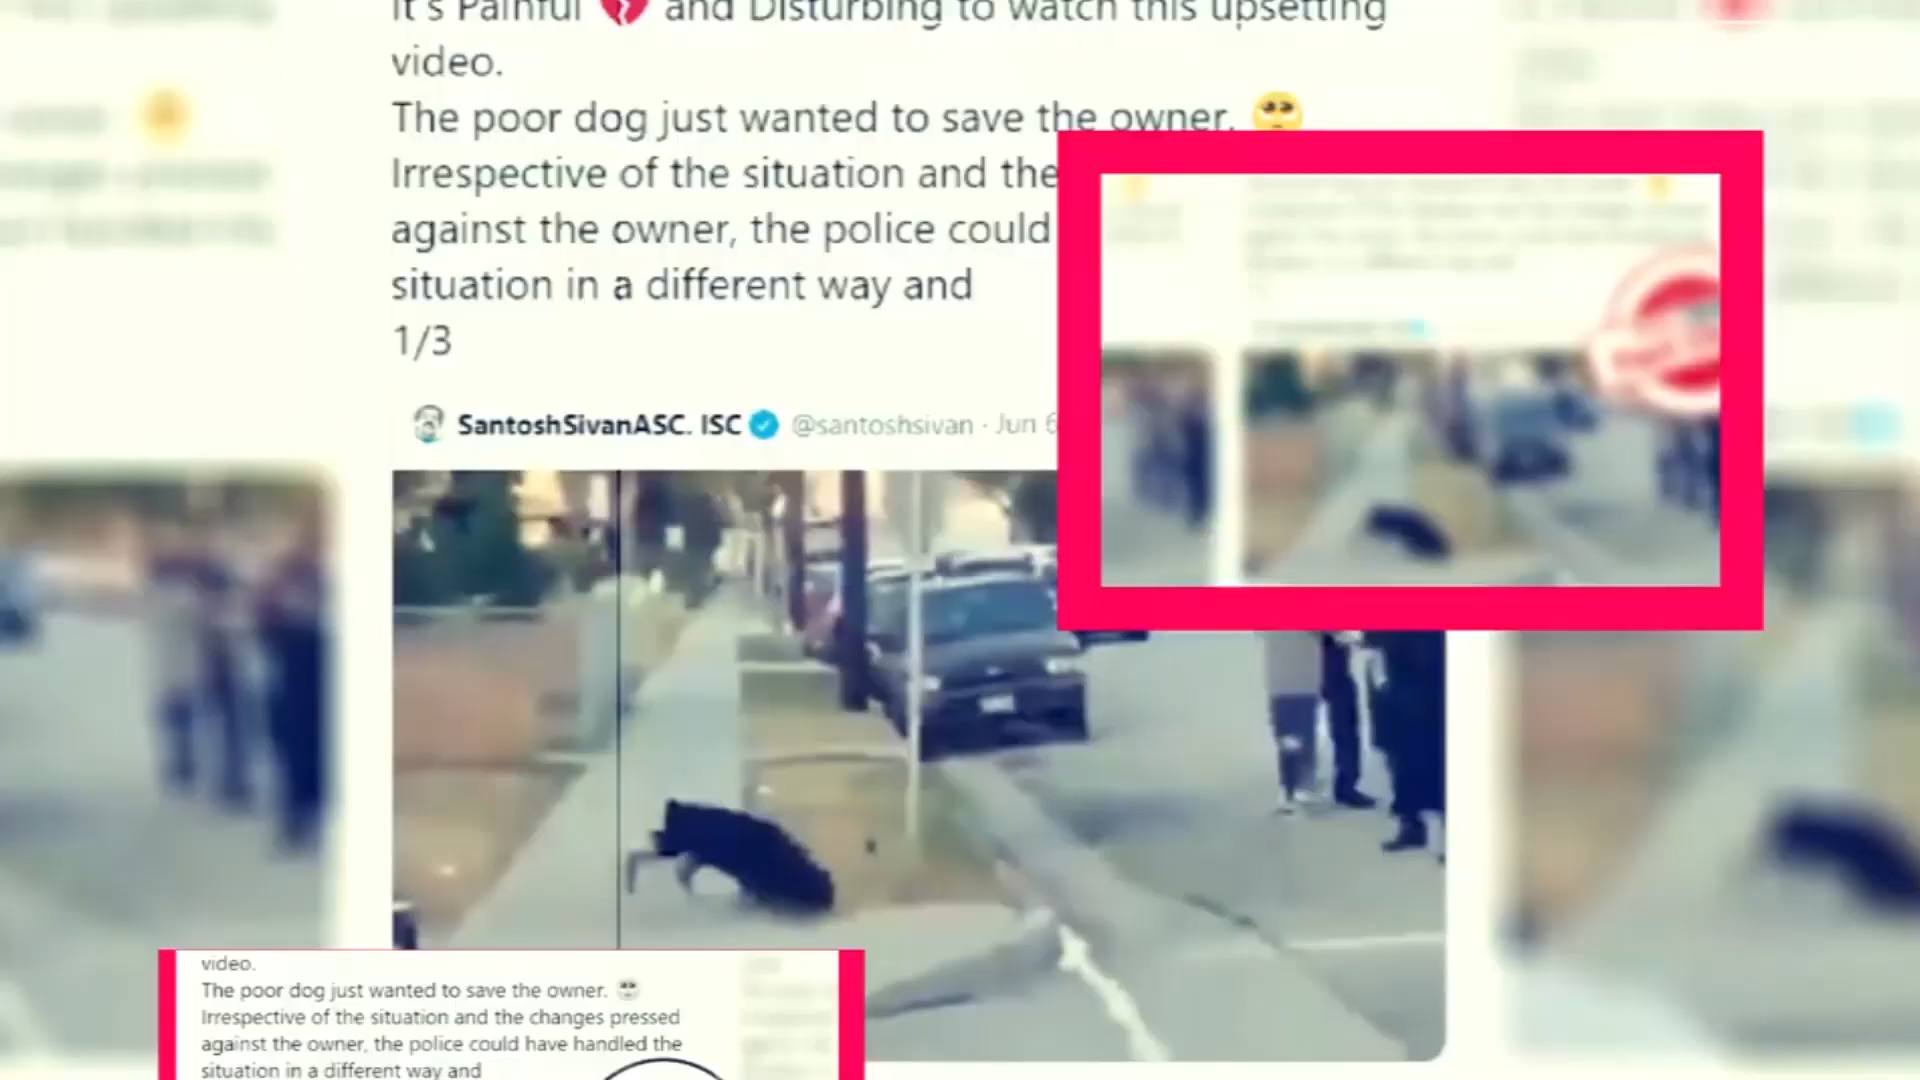 It's Painful 💔 and Disturbing to watch this upsetting
video.
The poor dog just wanted to save the owner. 🥺
Irrespective of the situation and the
against the owner, the police could
situation in a different way and
1/3
SantoshSivanASC. ISC @santoshsivan · Jun 6
video.
The poor dog just wanted to save the owner. 🥺
Irrespective of the situation and the changes pressed
against the owner, the police could have handled the
situation in a different way and